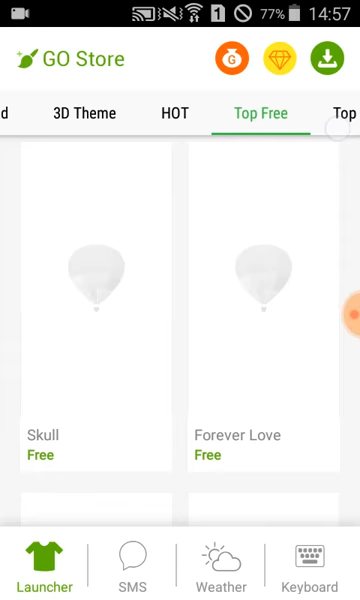 1 77% 14:57
GO Store
G
d 3D Theme HOT Top Free Top
Skull Forever Love
Free Free
Launcher SMS Weather Keyboard